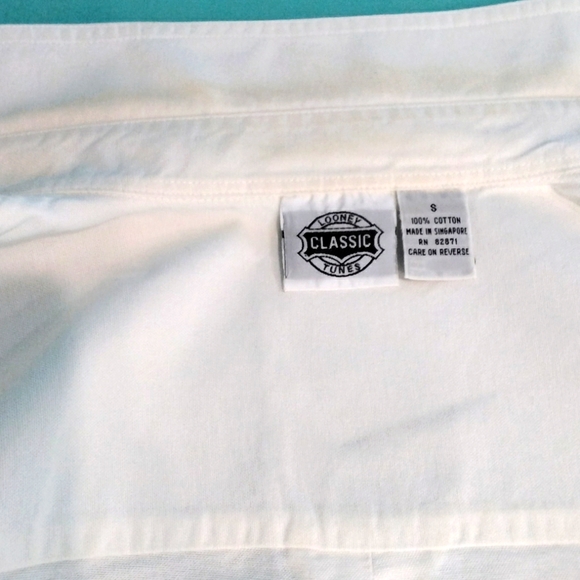 LOONEY
CLASSIC
TUNES
S
100% COTTON
MADE IN SINGAPORE
RN 82871
CARE ON REVERSE